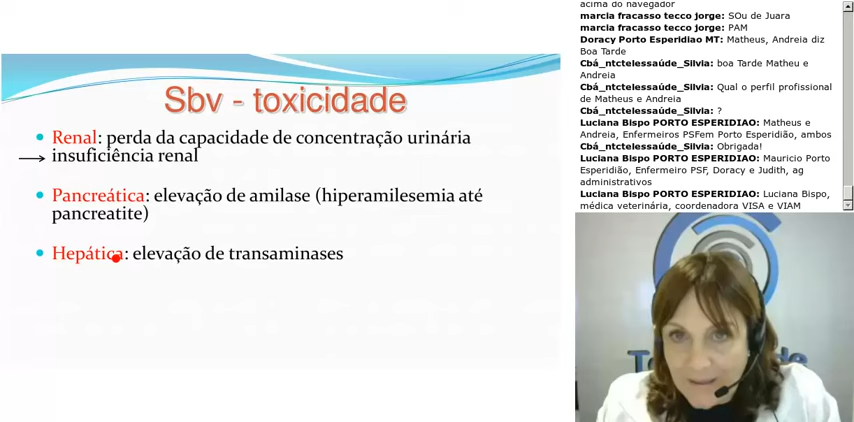 Sbv - toxicidade
Renal: perda da capacidade de concentração urinária
insuficiência renal
Pancreática: elevação de amilase (hiperamilesemia até
pancreatite)
Hepática: elevação de transaminases
acima do navegador
marcia fracasso tecco jorge: SOu de Juara
marcia fracasso tecco jorge: PAM
Doracy Porto Esperidiao MT: Matheus, Andreia diz
Boa Tarde
Cbá_ntctelessaúde_Silvia: boa Tarde Matheu e
Andreia
Cbá_ntctelessaúde_Silvia: Qual o perfil profissional
de Matheus e Andreia
Cbá_ntctelessaúde_Silvia: ?
Luciana Bispo PORTO ESPERIDIAO: Matheus e
Andreia, Enfermeiros PSFem Porto Esperidião, ambos
Cbá_ntctelessaúde_Silvia: Obrigada!
Luciana Bispo PORTO ESPERIDIAO: Mauricio Porto
Esperidião, Enfermeiro PSF, Doracy e Judith, ag
administrativos
Luciana Bispo PORTO ESPERIDIAO: Luciana Bispo,
médica veterinária, coordenadora VISA e VIAM